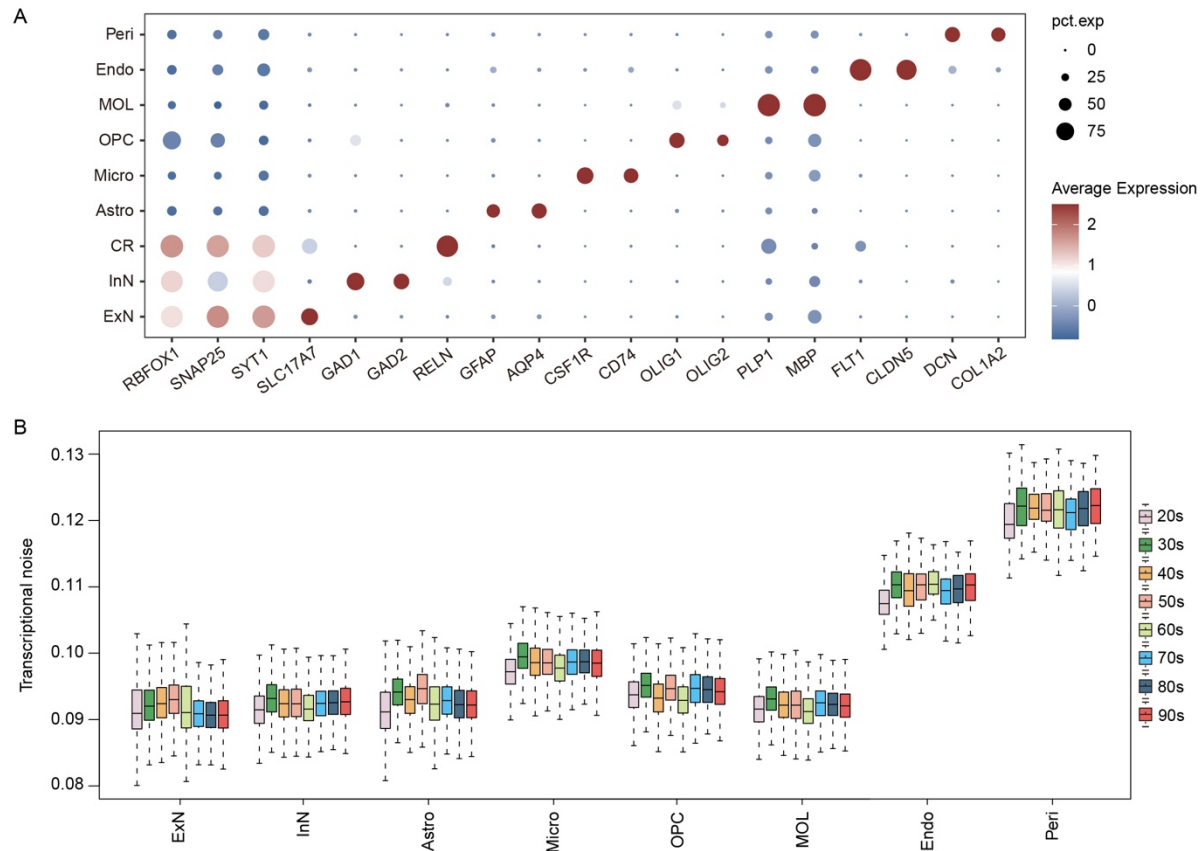 A
Peri
Endo
MOL
OPC
Micro
Astro
CR
InN
ExN
RBFOX1
SNAP25
SYT1
SLC17A7
GAD1
GAD2
RELN
GFAP
AQP4
CSF1R
CD74
OLIG1
OLIG2
PLP1
MBP
FLT1
CLDN5
DCN
COL1A2
pct.exp
0
25
50
75
Average Expression
2
1
0
B
Transcriptional noise
0.13
0.12
0.11
0.10
0.09
0.08
ExN
InN
Astro
Micro
OPC
MOL
Endo
Peri
20s
30s
40s
50s
60s
70s
80s
90s